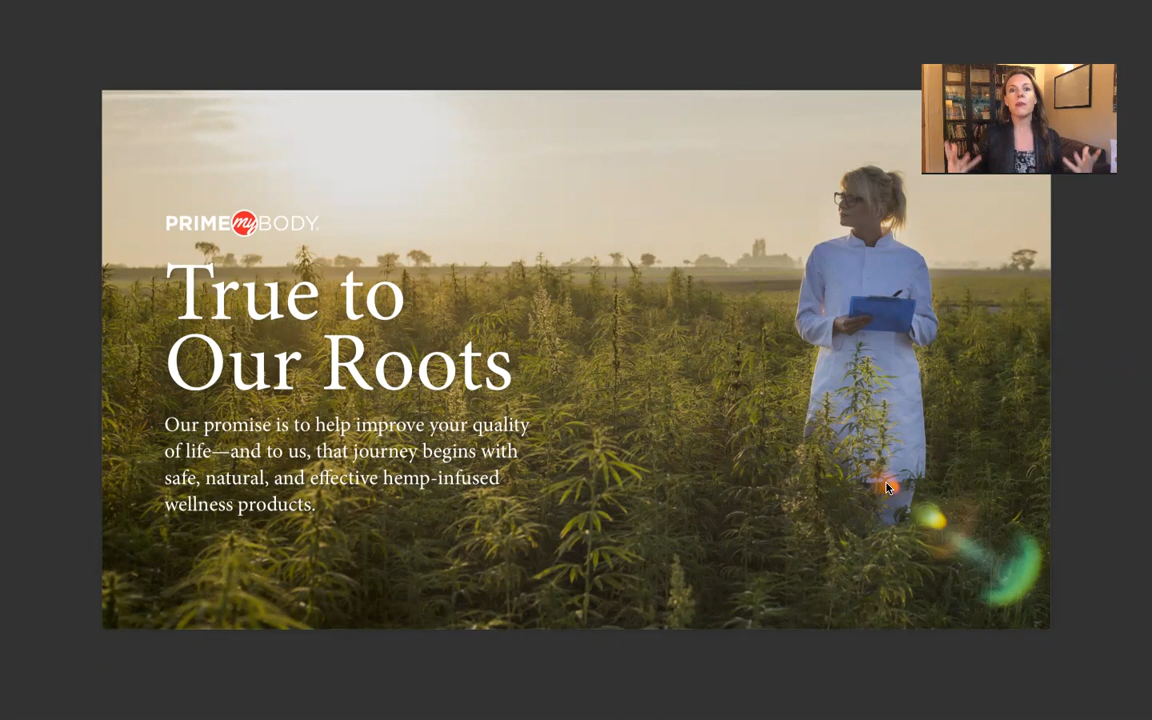 PRIME my BODY.
True to
Our Roots
Our promise is to help improve your quality
of life—and to us, that journey begins with
safe, natural, and effective hemp-infused
wellness products.